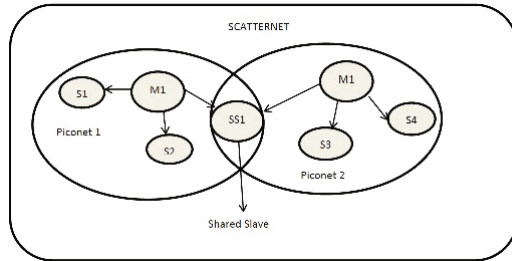 SCATTERNET
S1
M1
SS1
M1
S4
S2
S3
Piconet 1
Piconet 2
Shared Slave